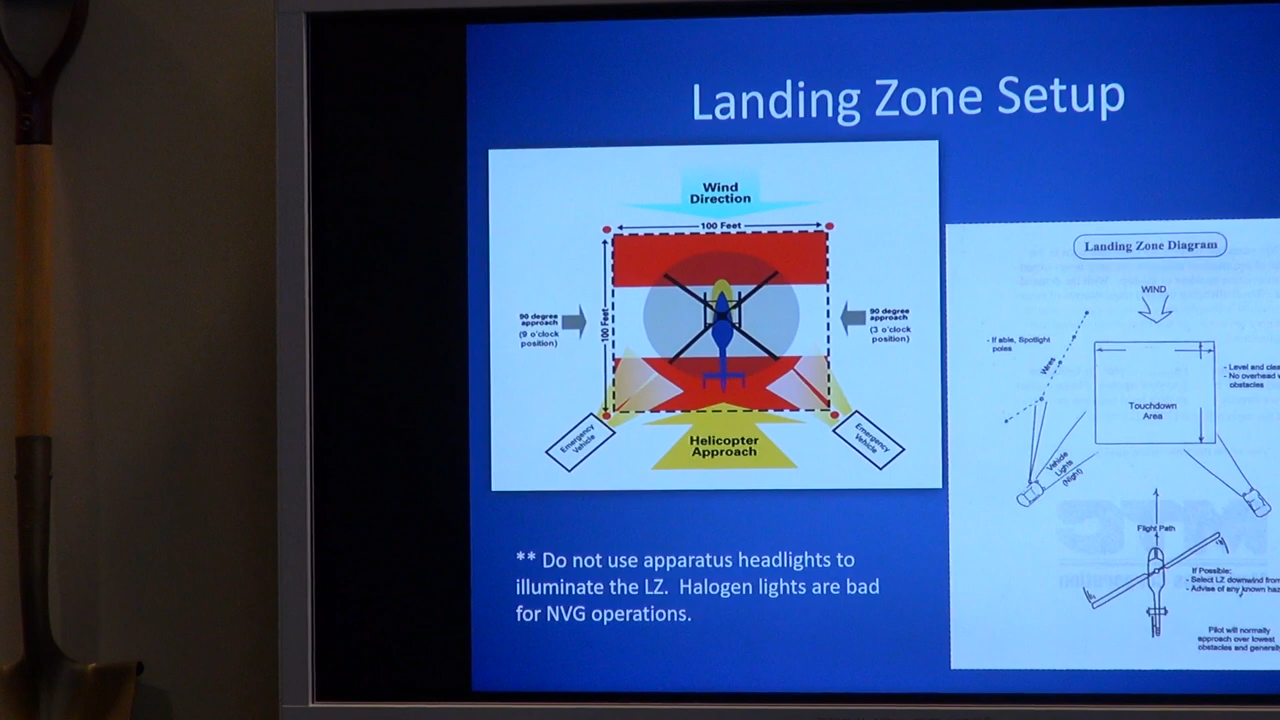 Landing Zone Setup
Wind
Direction
100 Feet
100 Feet
90 degree
approach
(9 o'clock
position)
90 degree
approach
(3 o'clock
position)
Emergency
Vehicle
Emergency
Vehicle
Helicopter
Approach
** Do not use apparatus headlights to
illuminate the LZ. Halogen lights are bad
for NVG operations.
Landing Zone Diagram
WIND
- If able, Spotlight
poles
Wires
- Level and clea
- No overhead
obstacles
Touchdown
Area
Vehicle
Lights
(Night)
Flight Path
If Possible:
- Select LZ downwind from
- Advise of any known haz
Pilot will normally
approach over lowest
obstacles and generally